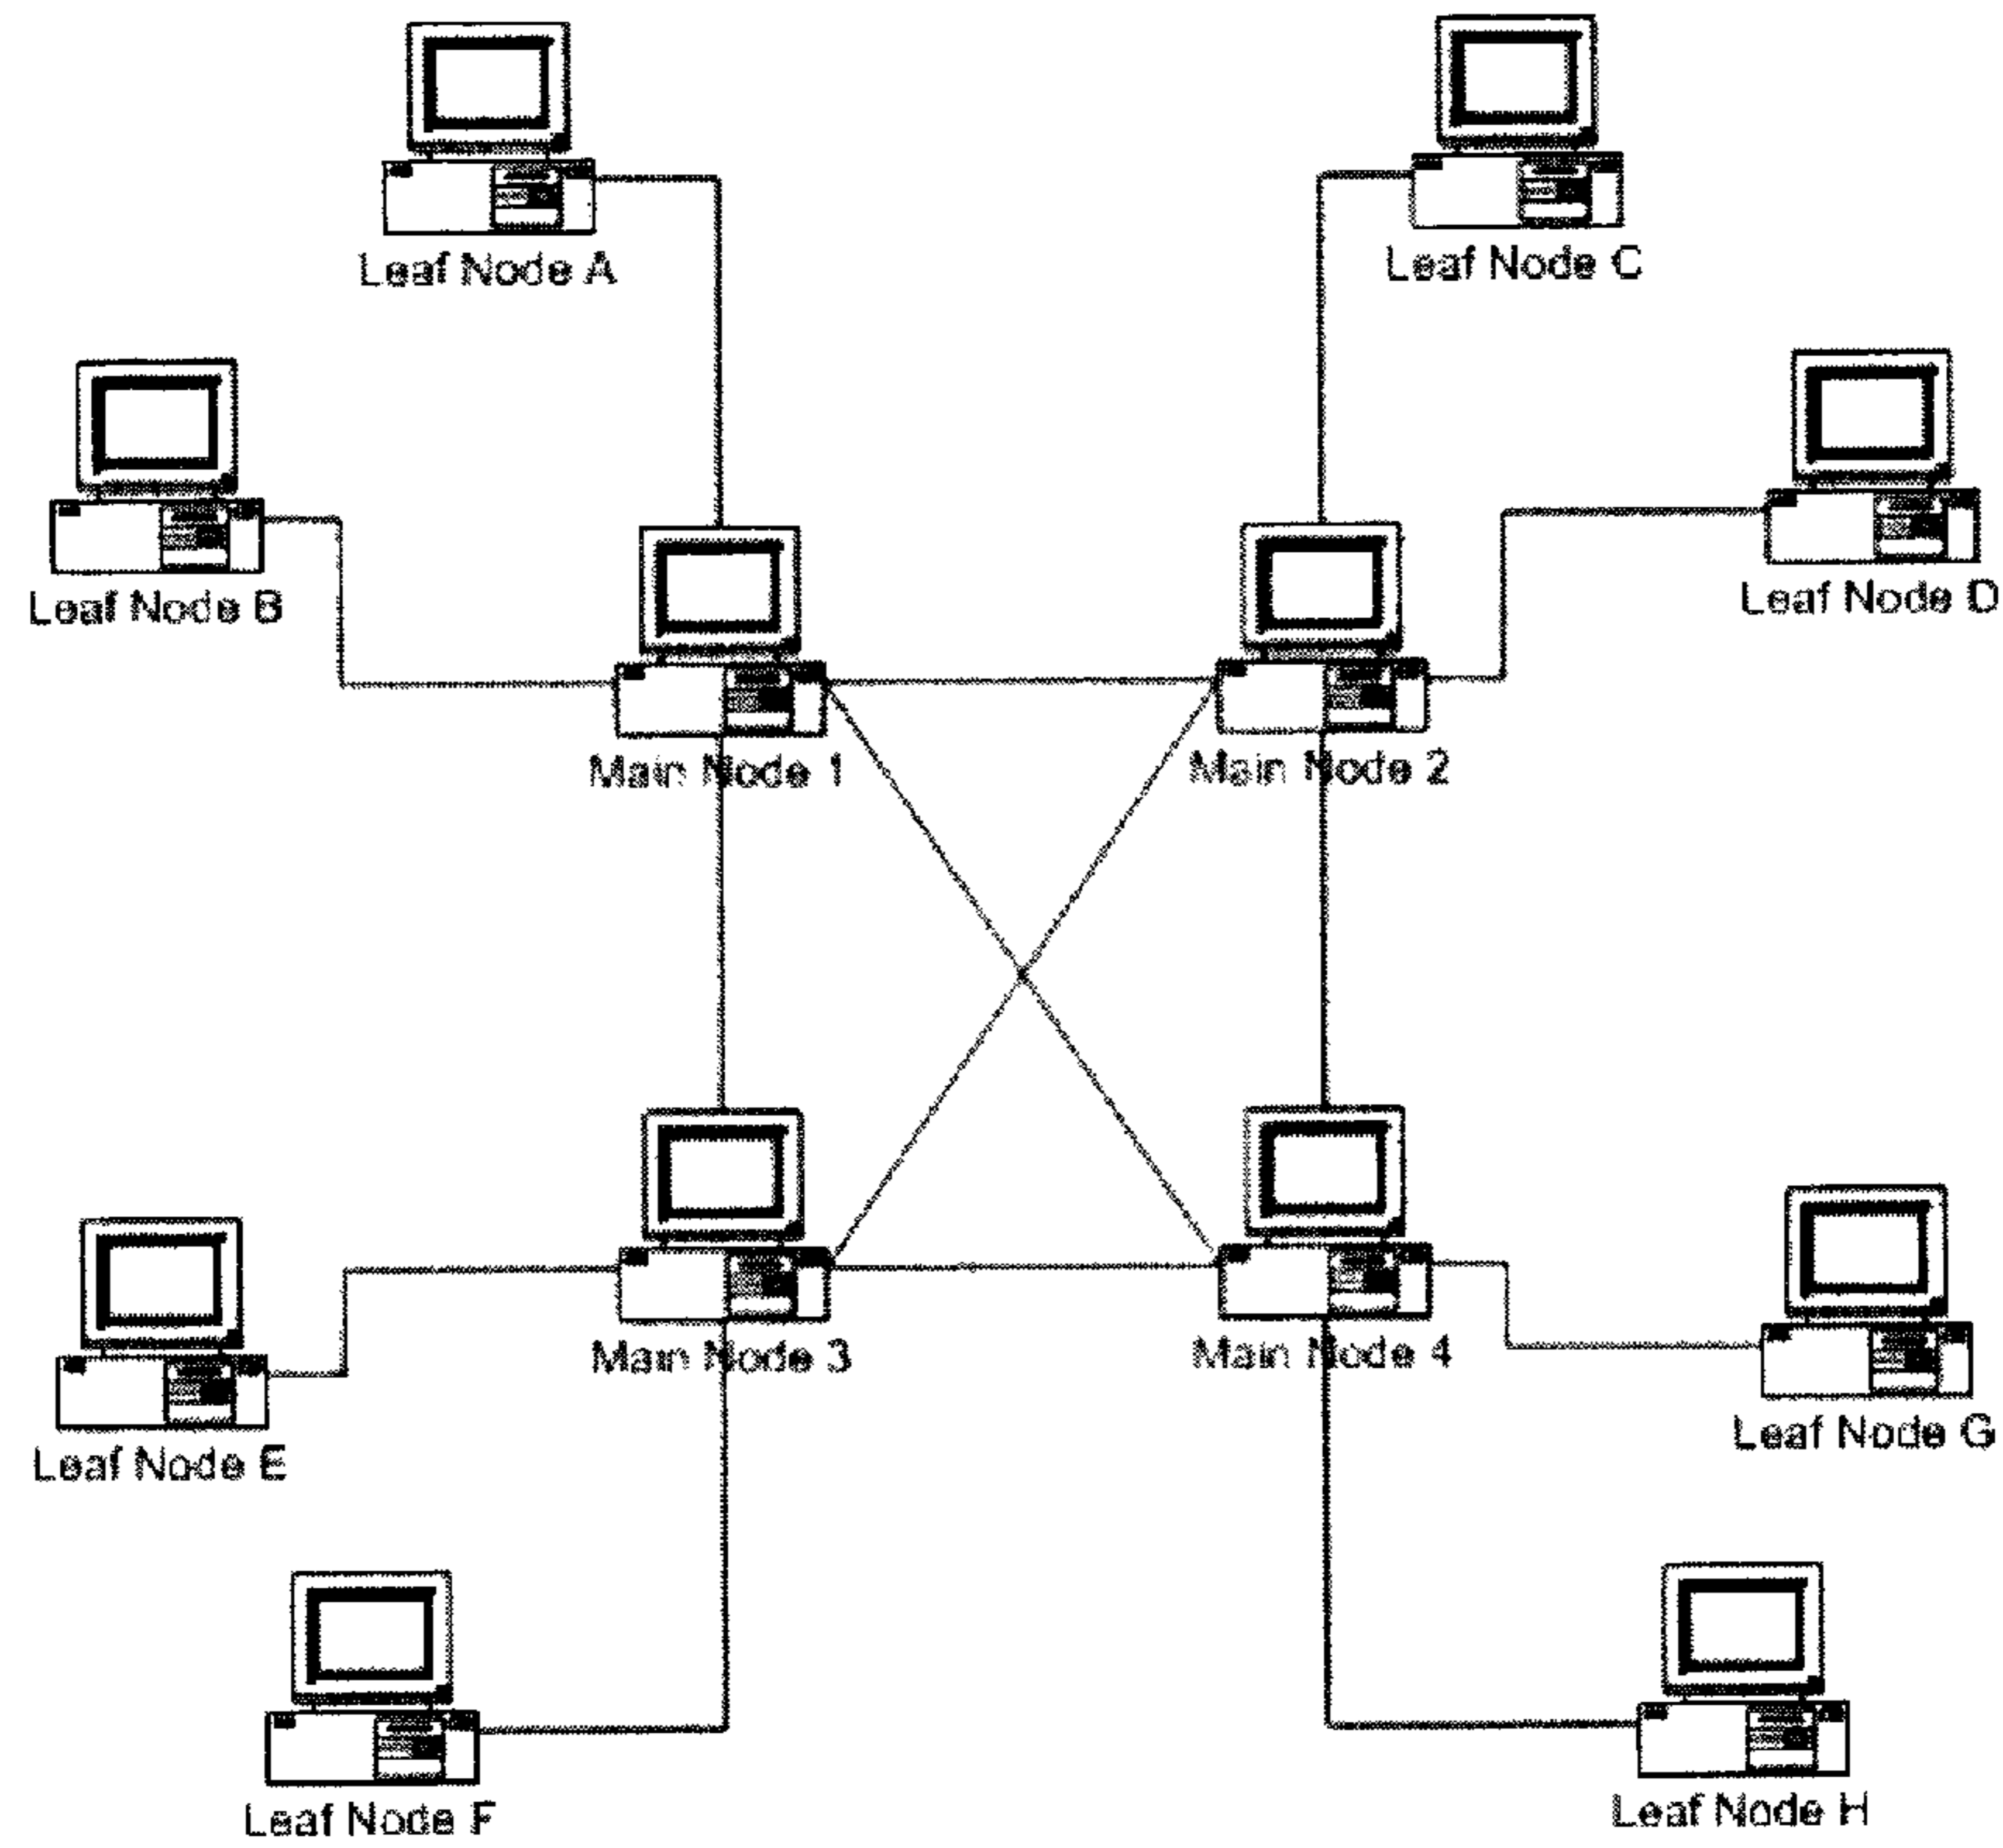 Leaf Node A
Leaf Node C
Leaf Node B
Leaf Node D
Main Node 1
Main Node 2
Main Node 3
Main Node 4
Leaf Node E
Leaf Node G
Leaf Node F
Leaf Node H